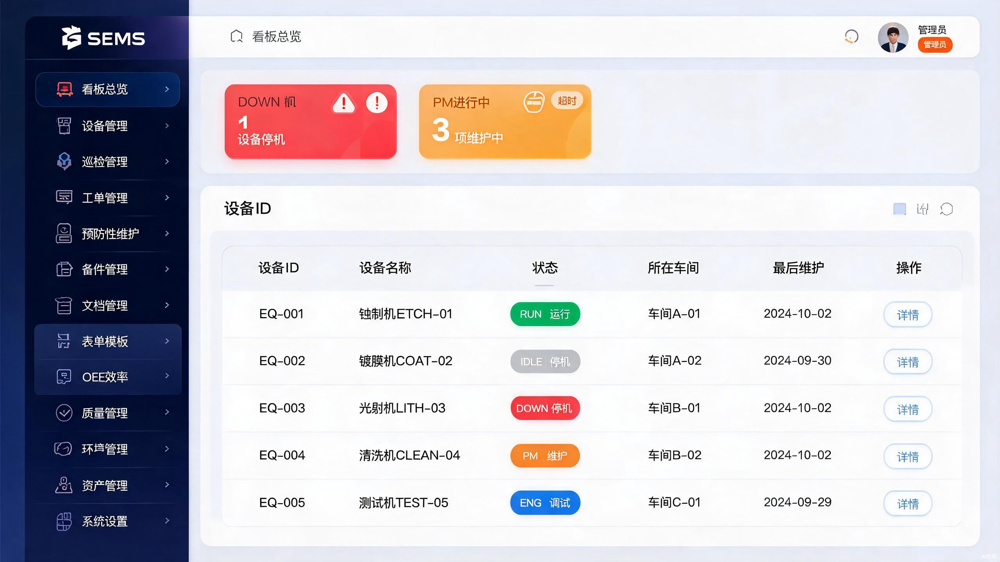 SEMS
看板总览
设备管理
巡检管理
工单管理
预防性维护
备件管理
文档管理
表单模板
OEE效率
质量管理
环境管理
资产管理
系统设置
看板总览
管理员
管理员
DOWN 机
1
设备停机
PM进行中
超时
3 项维护中
设备ID
设备ID 设备名称 状态 所在车间 最后维护 操作
EQ-001 蚀制机ETCH-01 RUN 运行 车间A-01 2024-10-02 详情
EQ-002 镀膜机COAT-02 IDLE 停机 车间A-02 2024-09-30 详情
EQ-003 光射机LITH-03 DOWN 停机 车间B-01 2024-10-02 详情
EQ-004 清洗机CLEAN-04 PM 维护 车间B-02 2024-10-02 详情
EQ-005 测试机TEST-05 ENG 调试 车间C-01 2024-09-29 详情
AI生成